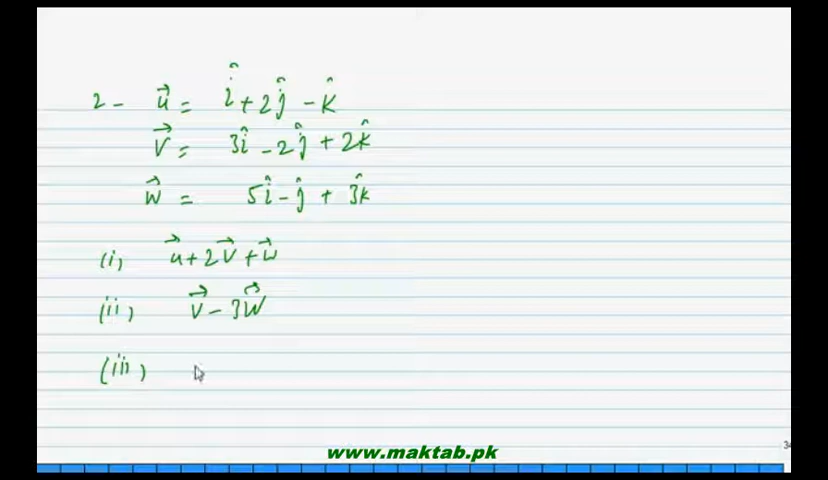 2 - u⃗ = î + 2ĵ - k̂
v⃗ = 3î - 2ĵ + 2k̂
w⃗ = 5î - ĵ + 3k̂
(i) u⃗ + 2v⃗ + w⃗
(ii) v⃗ - 3w⃗
(iii)
www.maktab.pk